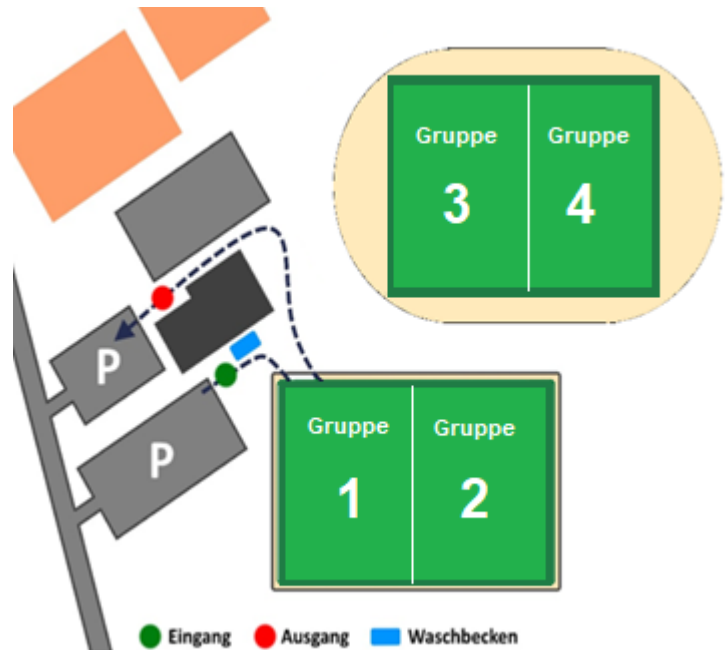 Gruppe
3
Gruppe
4
P
P
Gruppe
1
Gruppe
2
Eingang
Ausgang
Waschbecken